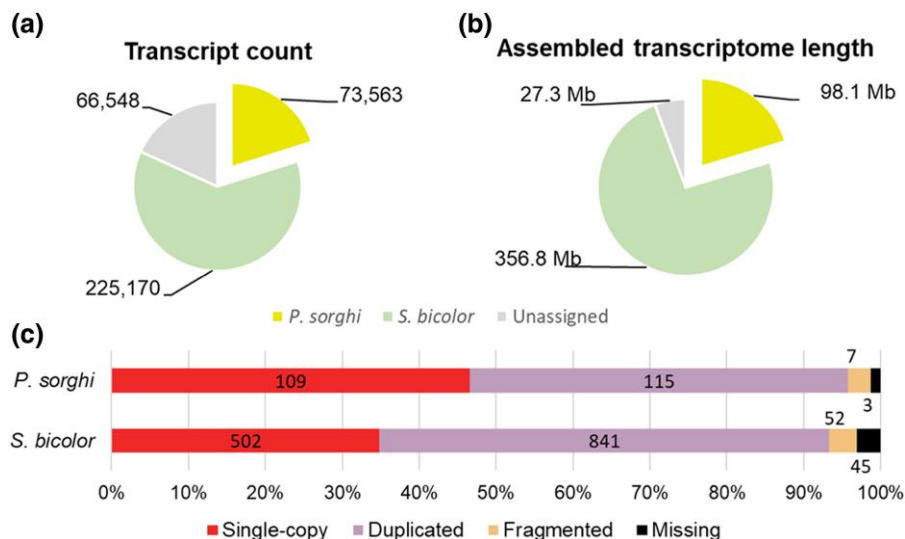 (a)
Transcript count
66,548
73,563
225,170
(b)
Assembled transcriptome length
27.3 Mb
98.1 Mb
356.8 Mb
P. sorghi S. bicolor Unassigned
(c)
P. sorghi 109 115 7 3
S. bicolor 502 841 52 45
0% 10% 20% 30% 40% 50% 60% 70% 80% 90% 100%
Single-copy Duplicated Fragmented Missing